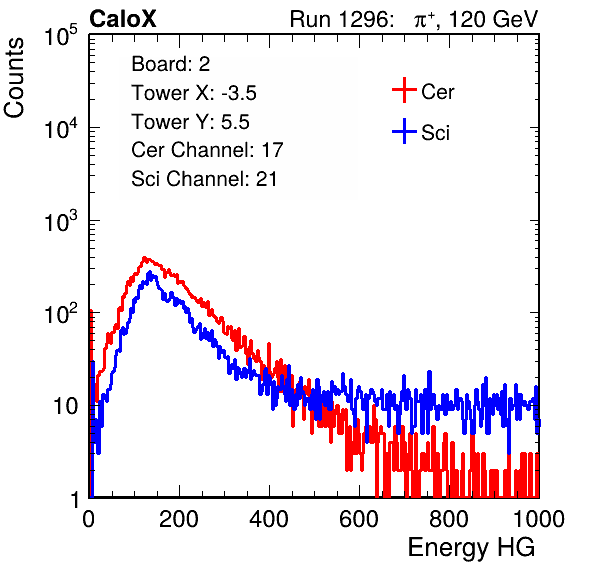 CaloX Run 1296: π⁺, 120 GeV
Counts
10⁵
10⁴
10³
10²
10
1
Board: 2
Tower X: -3.5
Tower Y: 5.5
Cer Channel: 17
Sci Channel: 21
Cer
Sci
0 200 400 600 800 1000
Energy HG